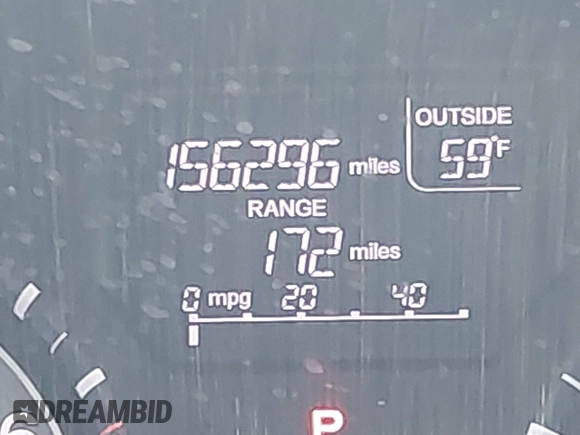 OUTSIDE
59°F
156296 miles
RANGE
172 miles
0 mpg 20 40
P
DREAMBID